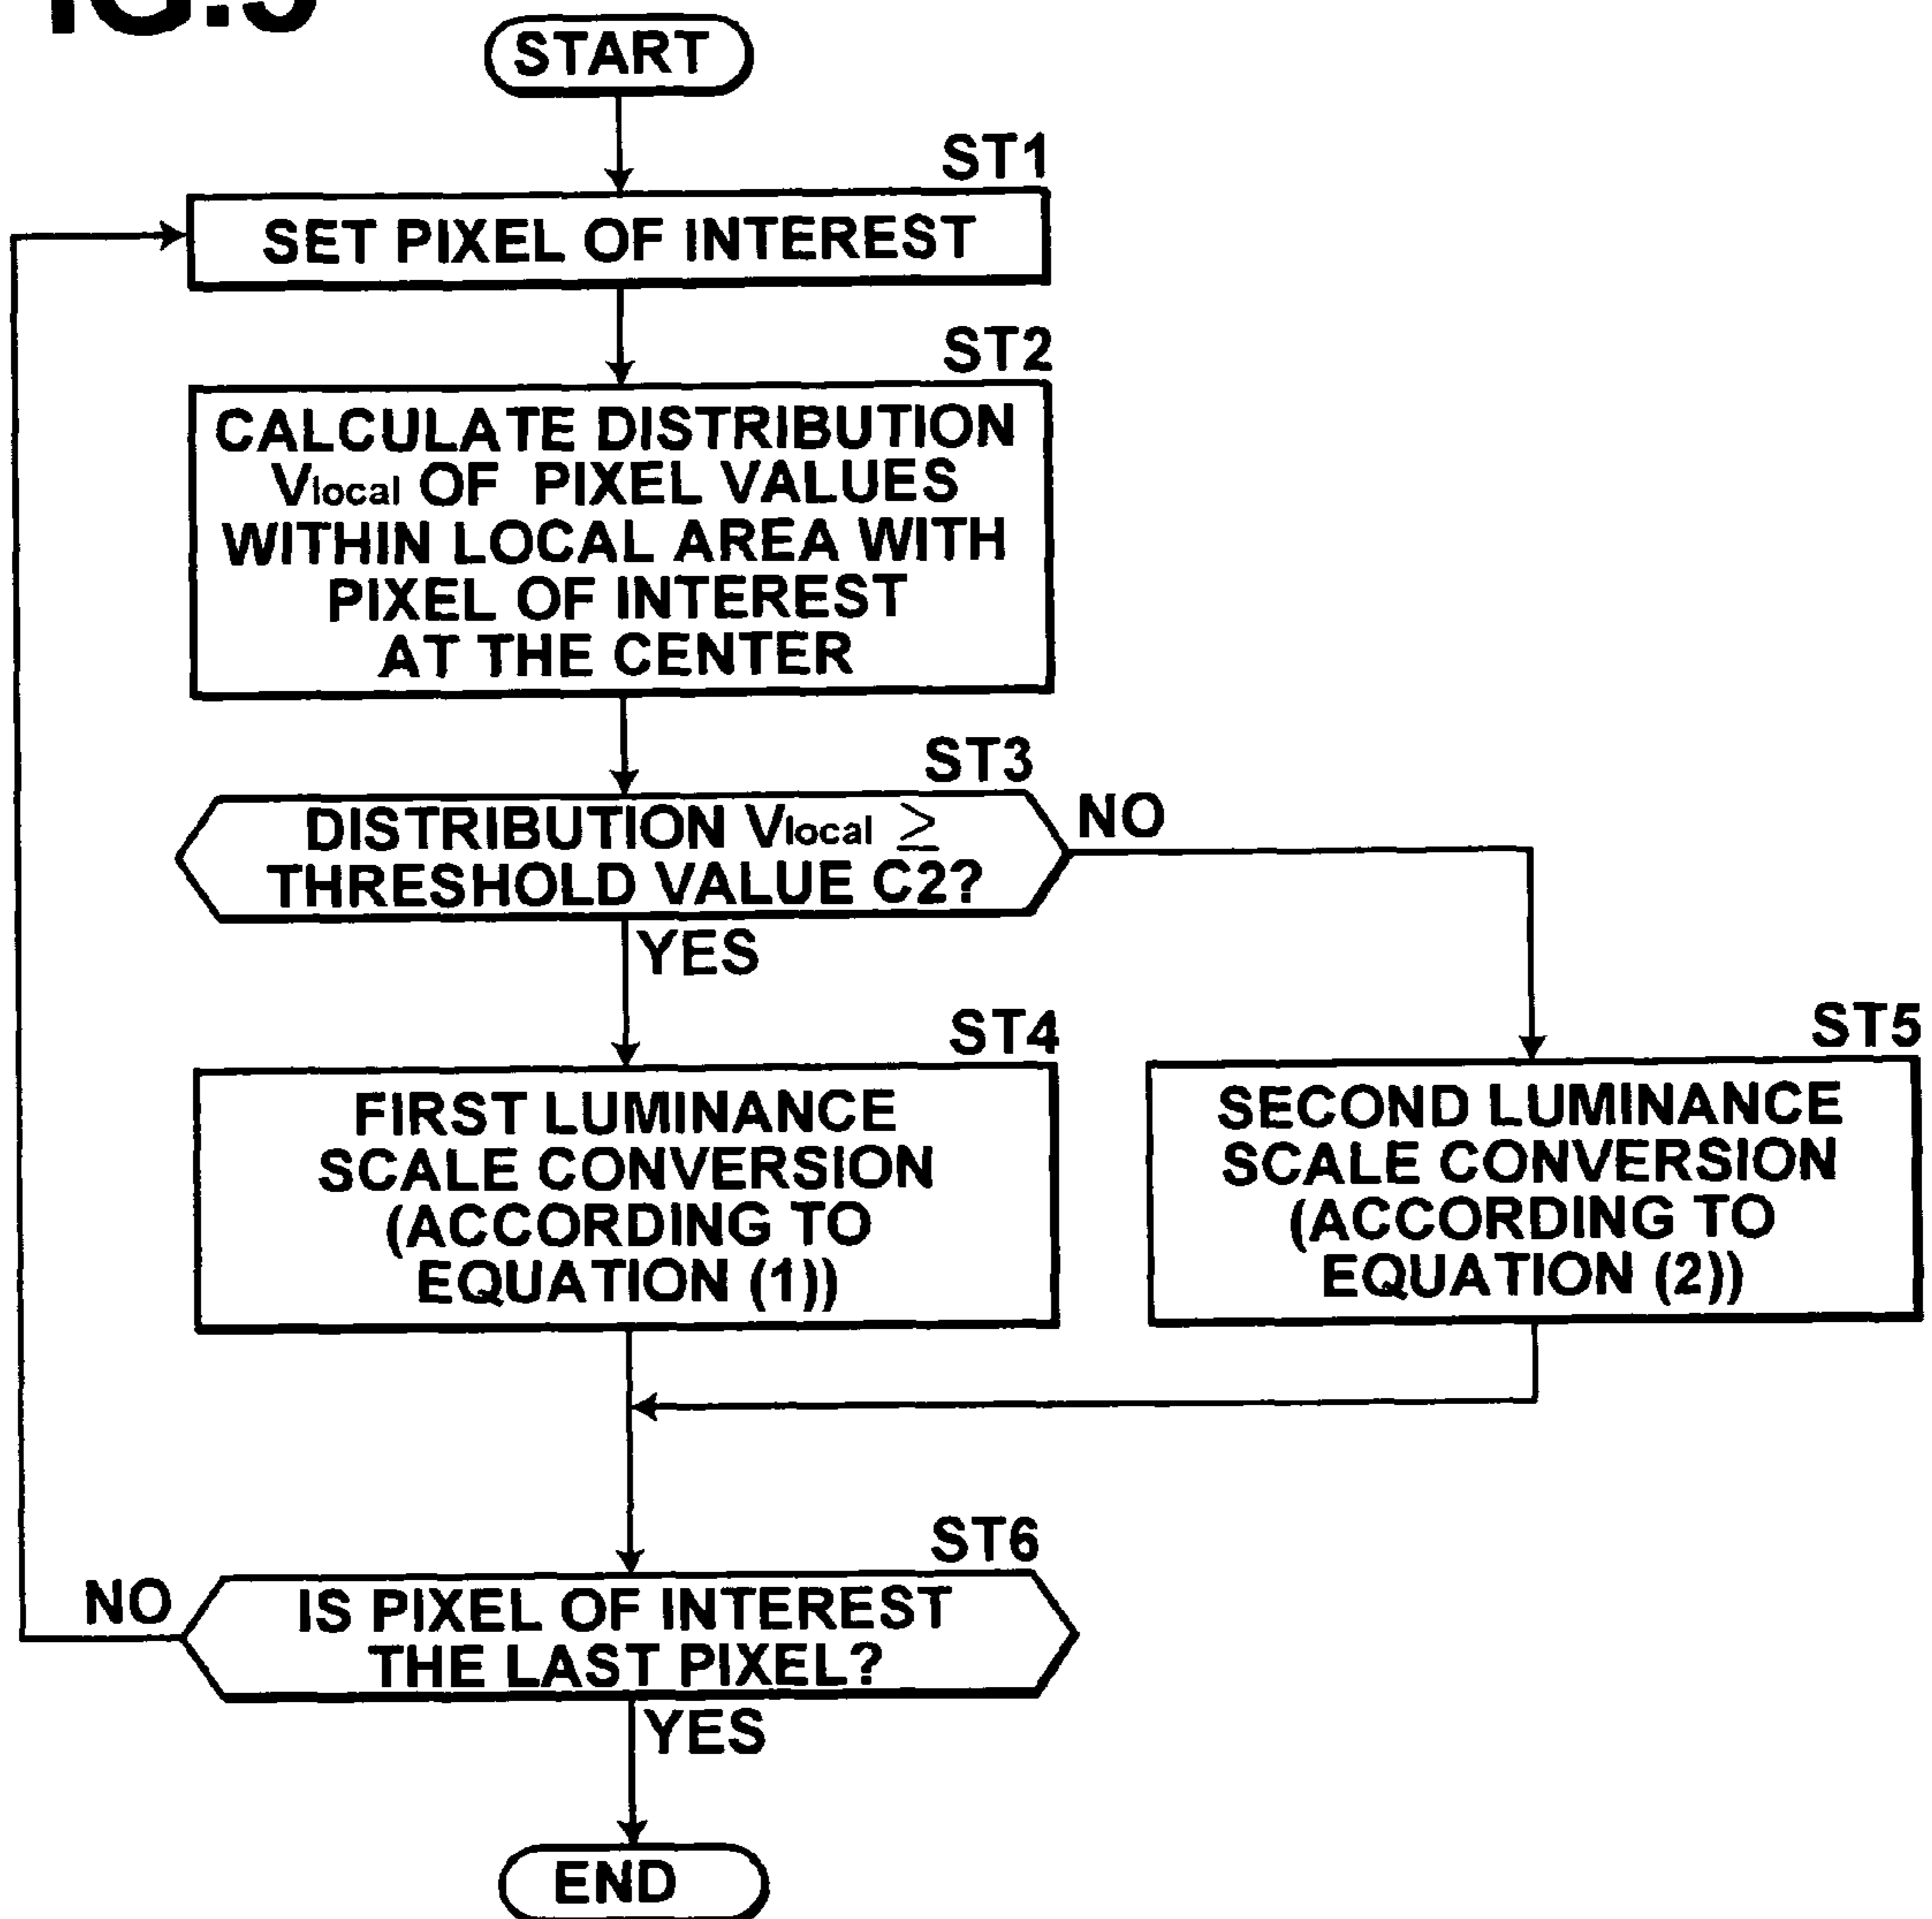 START
ST1
SET PIXEL OF INTEREST
ST2
CALCULATE DISTRIBUTION
Vlocal OF PIXEL VALUES
WITHIN LOCAL AREA WITH
PIXEL OF INTEREST
AT THE CENTER
ST3
DISTRIBUTION Vlocal ≥
THRESHOLD VALUE C2?
NO
YES
ST4
FIRST LUMINANCE
SCALE CONVERSION
(ACCORDING TO
EQUATION (1))
ST5
SECOND LUMINANCE
SCALE CONVERSION
(ACCORDING TO
EQUATION (2))
ST6
IS PIXEL OF INTEREST
THE LAST PIXEL?
NO
YES
END